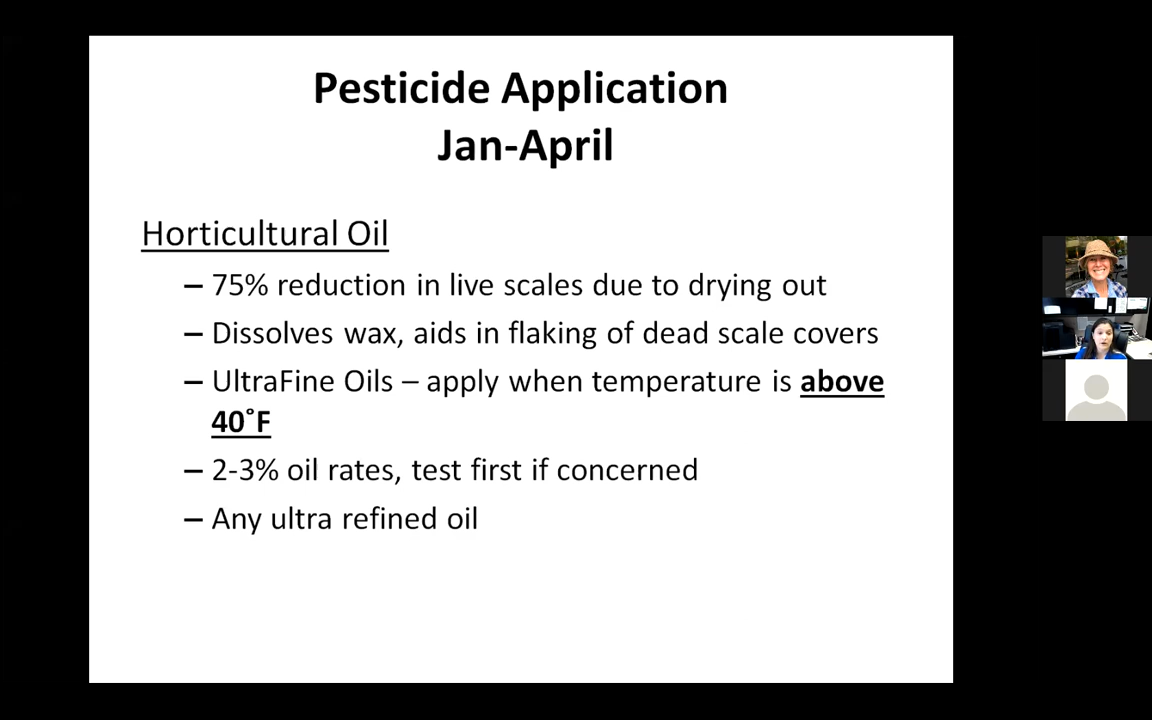 Pesticide Application
Jan-April
Horticultural Oil
– 75% reduction in live scales due to drying out
– Dissolves wax, aids in flaking of dead scale covers
– UltraFine Oils – apply when temperature is above
40˚F
– 2-3% oil rates, test first if concerned
– Any ultra refined oil